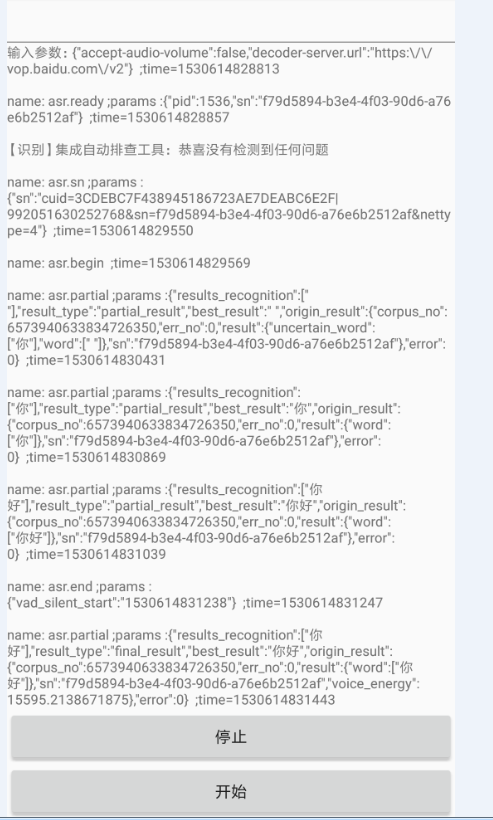 输入参数：{"accept-audio-volume":false,"decoder-server.url":"https:\/\/
vop.baidu.com\/v2"}  ;time=1530614828813
name: asr.ready ;params :{"pid":1536,"sn":"f79d5894-b3e4-4f03-90d6-a76
e6b2512af"}  ;time=1530614828857
【识别】集成自动排查工具：恭喜没有检测到任何问题
name: asr.sn ;params :
{"sn":"cuid=3CDEBC7F438945186723AE7DEABC6E2F|
992051630252768&sn=f79d5894-b3e4-4f03-90d6-a76e6b2512af&netty
pe=4"}  ;time=1530614829550
name: asr.begin  ;time=1530614829569
name: asr.partial ;params :{"results_recognition":["
"],"result_type":"partial_result","best_result":" ","origin_result":{"corpus_no":
6573940633834726350,"err_no":0,"result":{"uncertain_word":
["你"],"word":[" "]},"sn":"f79d5894-b3e4-4f03-90d6-a76e6b2512af"},"error":
0}  ;time=1530614830431
name: asr.partial ;params :{"results_recognition":
["你"],"result_type":"partial_result","best_result":"你","origin_result":
{"corpus_no":6573940633834726350,"err_no":0,"result":{"word":
["你"]},"sn":"f79d5894-b3e4-4f03-90d6-a76e6b2512af"},"error":
0}  ;time=1530614830869
name: asr.partial ;params :{"results_recognition":["你
好"],"result_type":"partial_result","best_result":"你好","origin_result":
{"corpus_no":6573940633834726350,"err_no":0,"result":{"word":
["你好"]},"sn":"f79d5894-b3e4-4f03-90d6-a76e6b2512af"},"error":
0}  ;time=1530614831039
name: asr.end ;params :
{"vad_silent_start":"1530614831238"}  ;time=1530614831247
name: asr.partial ;params :{"results_recognition":["你
好"],"result_type":"final_result","best_result":"你好","origin_result":
{"corpus_no":6573940633834726350,"err_no":0,"result":{"word":["你
好"]},"sn":"f79d5894-b3e4-4f03-90d6-a76e6b2512af","voice_energy":
15595.2138671875},"error":0}  ;time=1530614831443
停止
开始